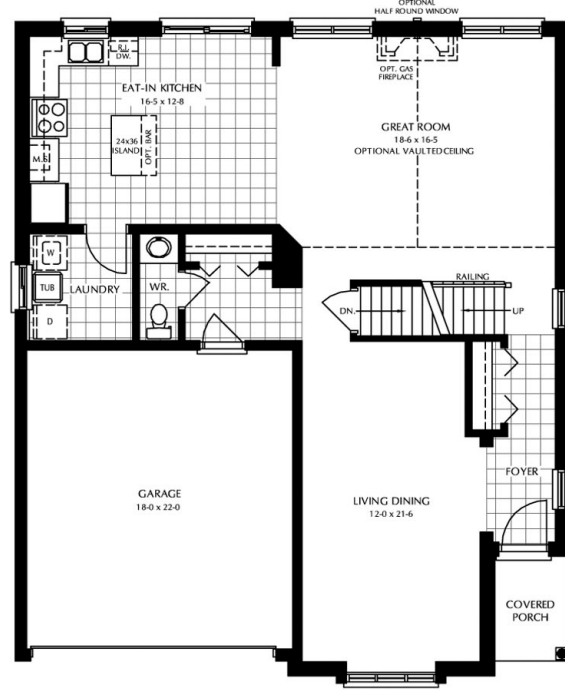 OPTIONAL
HALF ROUND WINDOW
R.I.
DW.
OPT. GAS
FIREPLACE
EAT-IN KITCHEN
16-5 x 12-8
24x36
ISLAND
OPT. BAR
M.S.
GREAT ROOM
18-6 x 16-5
OPTIONAL VAULTED CEILING
W
TUB
D
LAUNDRY
WR.
RAILING
DN.
UP
GARAGE
18-0 x 22-0
LIVING DINING
12-0 x 21-6
FOYER
COVERED
PORCH